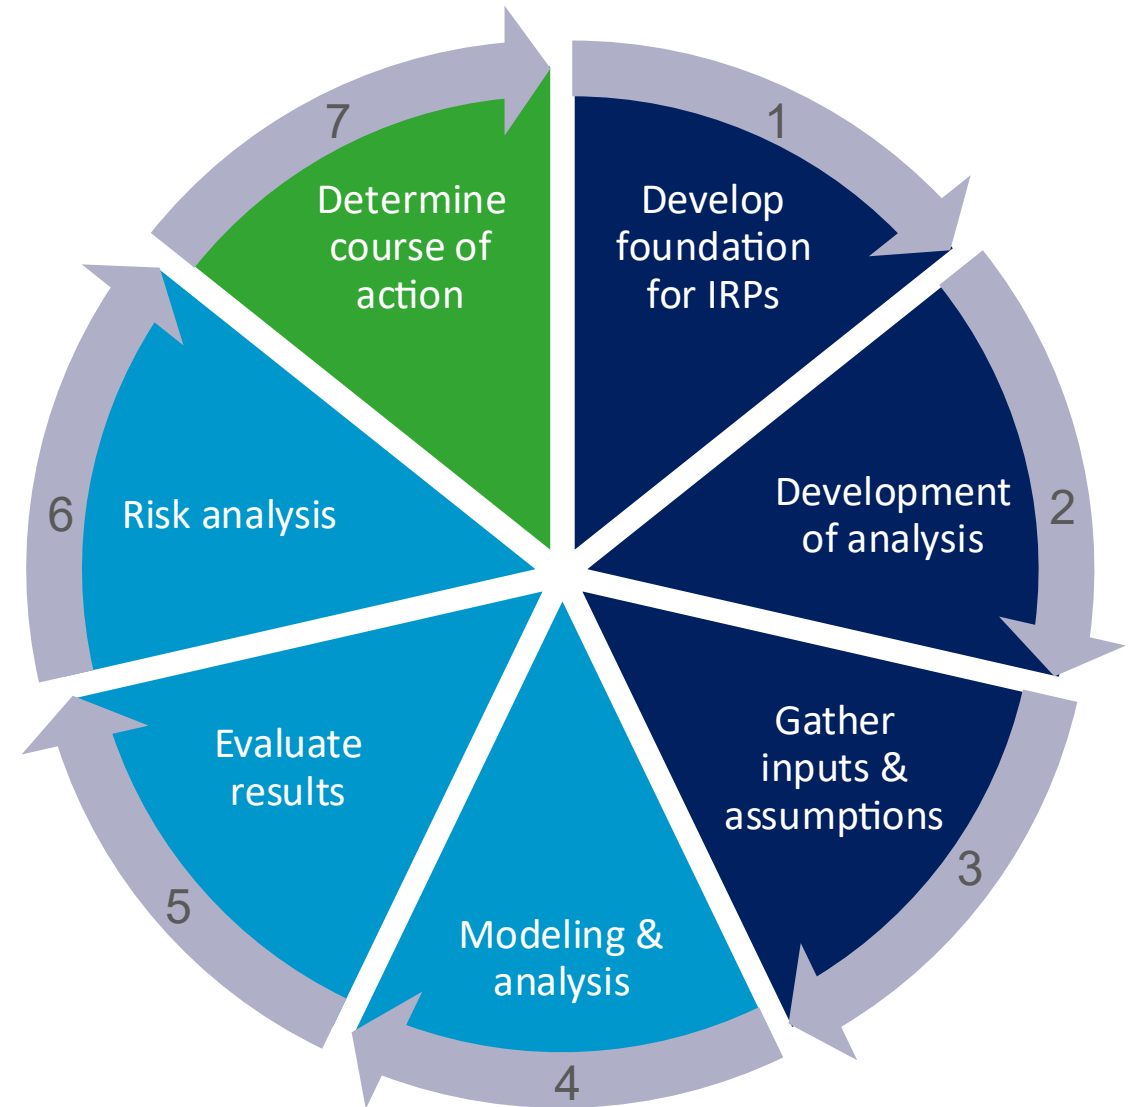 1
Develop
foundation
for IRPs
2
Development
of analysis
3
Gather
inputs &
assumptions
4
Modeling &
analysis
5
Evaluate
results
6
Risk analysis
7
Determine
course of
action